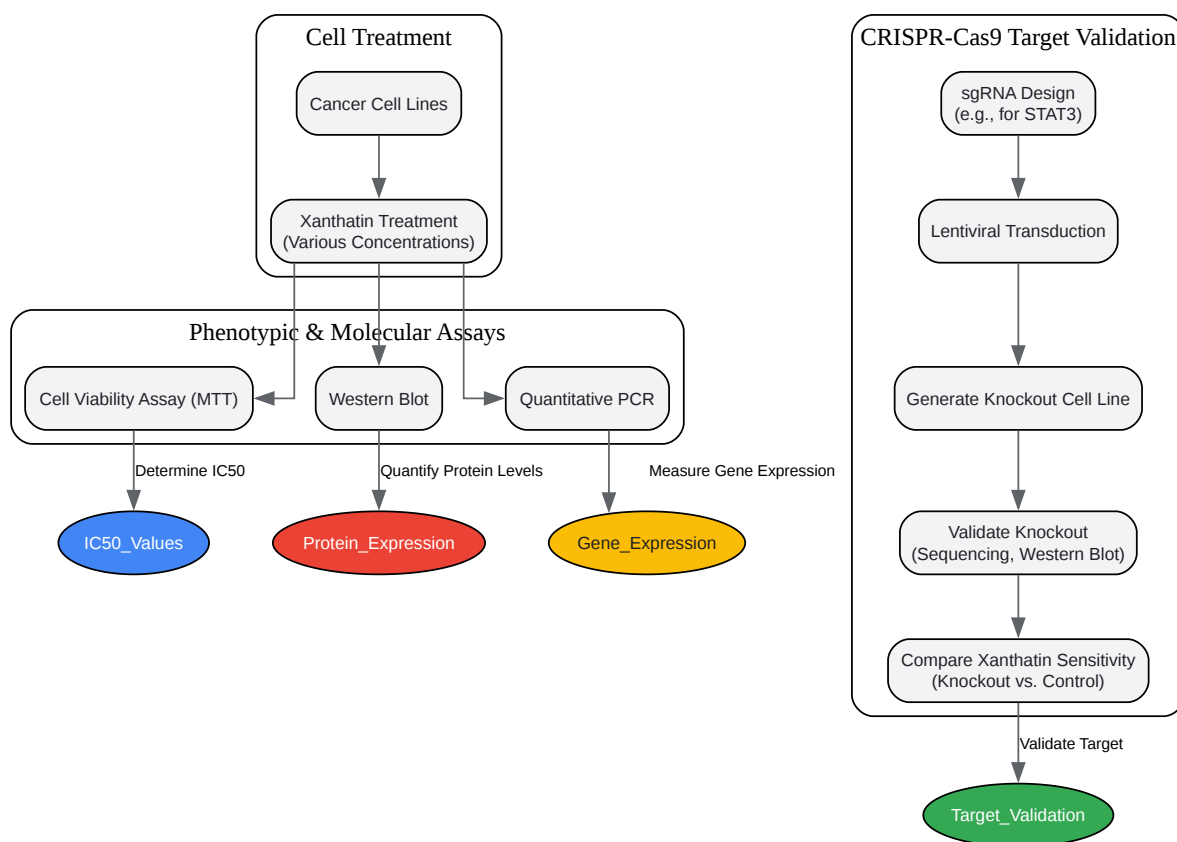 Cell Treatment
Cancer Cell Lines
Xanthatin Treatment
(Various Concentrations)
Phenotypic & Molecular Assays
Cell Viability Assay (MTT)
Western Blot
Quantitative PCR
Determine IC50
Quantify Protein Levels
Measure Gene Expression
IC50_Values
Protein_Expression
Gene_Expression
CRISPR-Cas9 Target Validation
sgRNA Design
(e.g., for STAT3)
Lentiviral Transduction
Generate Knockout Cell Line
Validate Knockout
(Sequencing, Western Blot)
Compare Xanthatin Sensitivity
(Knockout vs. Control)
Validate Target
Target_Validation